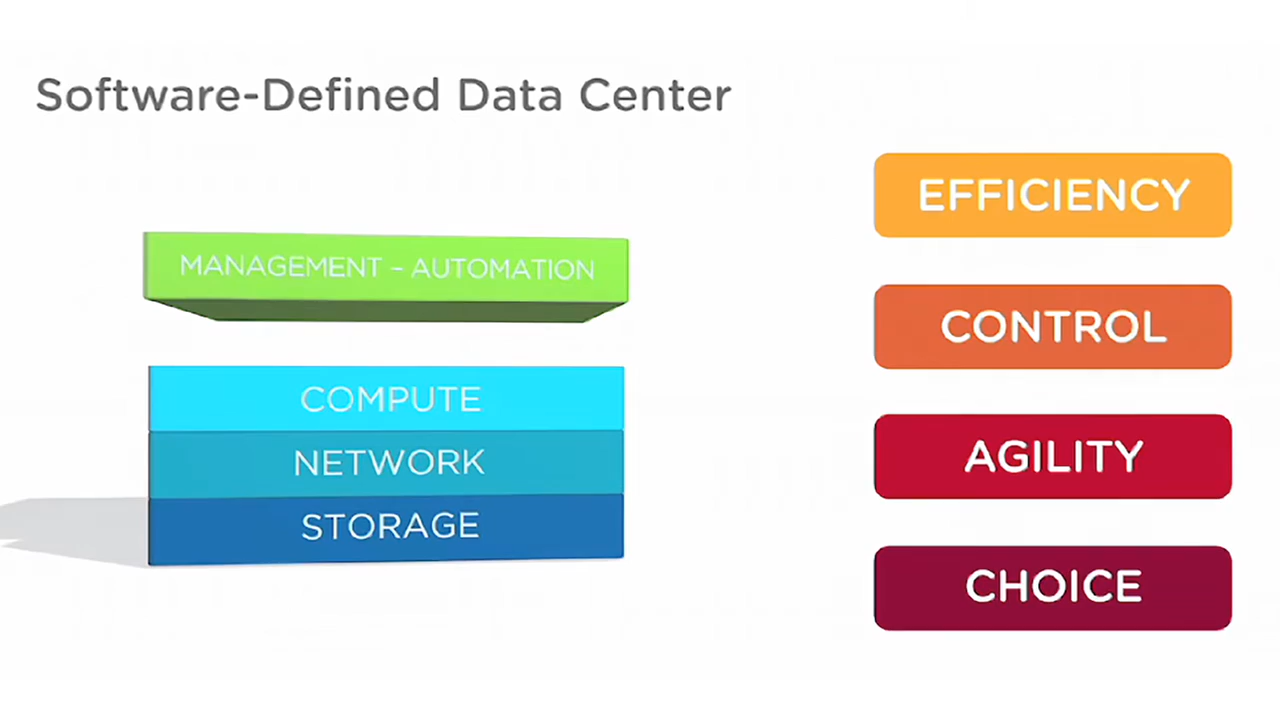 Software-Defined Data Center
MANAGEMENT – AUTOMATION
COMPUTE
NETWORK
STORAGE
EFFICIENCY
CONTROL
AGILITY
CHOICE